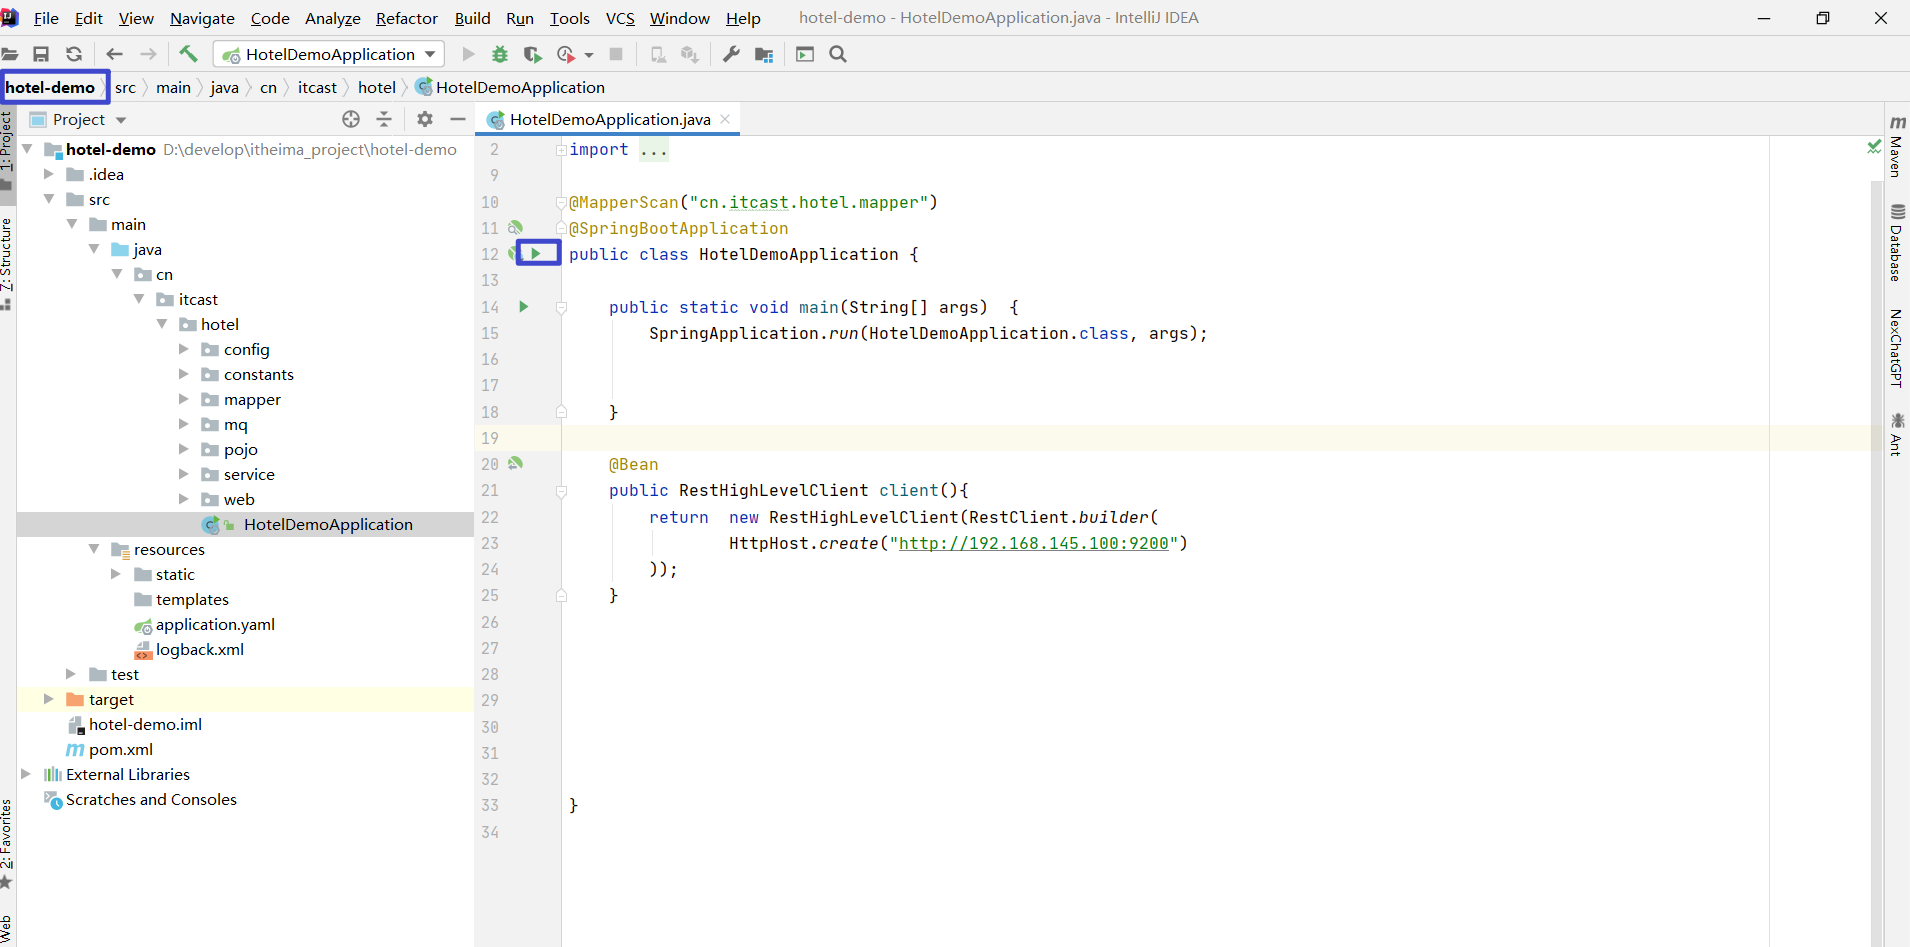 File Edit View Navigate Code Analyze Refactor Build Run Tools VCS Window Help hotel-demo - HotelDemoApplication.java - IntelliJ IDEA
HotelDemoApplication
hotel-demo src main java cn itcast hotel HotelDemoApplication
Project
HotelDemoApplication.java
1: Project
7: Structure
2: Favorites
Web
hotel-demo D:\develop\itheima_project\hotel-demo
.idea
src
main
java
cn
itcast
hotel
config
constants
mapper
mq
pojo
service
web
HotelDemoApplication
resources
static
templates
application.yaml
logback.xml
test
target
hotel-demo.iml
pom.xml
External Libraries
Scratches and Consoles
2 import ...
9
10 @MapperScan("cn.itcast.hotel.mapper")
11 @SpringBootApplication
12 public class HotelDemoApplication {
13
14 public static void main(String[] args) {
15 SpringApplication.run(HotelDemoApplication.class, args);
16
17
18 }
19
20 @Bean
21 public RestHighLevelClient client(){
22 return new RestHighLevelClient(RestClient.builder(
23 HttpHost.create("http://192.168.145.100:9200")
24 ));
25 }
26
27
28
29
30
31
32
33 }
34
Maven
Database
NexChatGPT
Ant